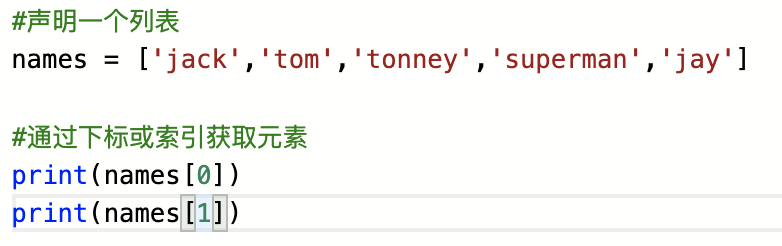 #声明一个列表
names = ['jack','tom','tonney','superman','jay']
#通过下标或索引获取元素
print(names[0])
print(names[1])